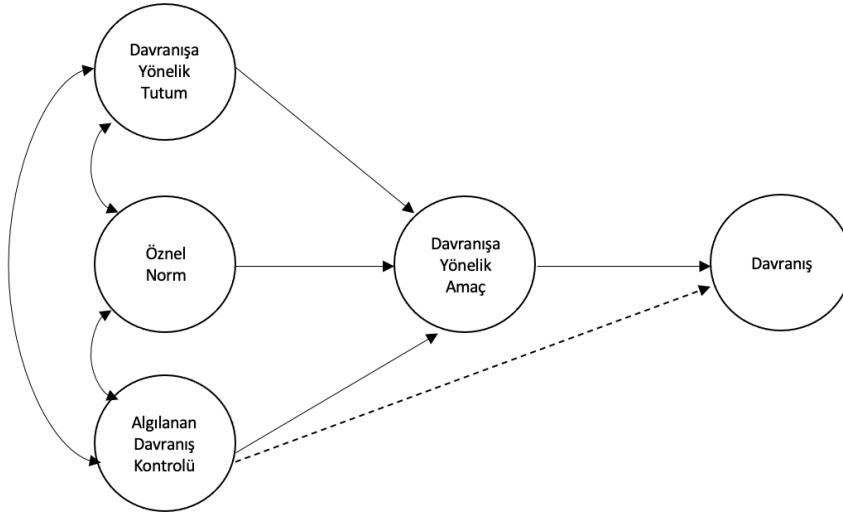 Davranışa
Yönelik
Tutum
Öznel
Norm
Algılanan
Davranış
Kontrolü
Davranışa
Yönelik
Amaç
Davranış